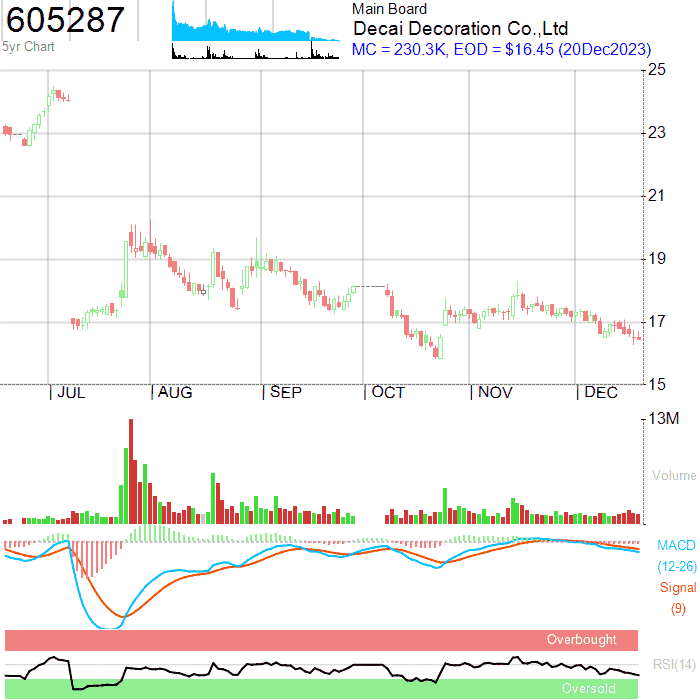 605287
5yr Chart
Main Board
Decai Decoration Co.,Ltd
MC = 230.3K, EOD = $16.45 (20Dec2023)
25
23
21
19
17
15
JUL AUG SEP OCT NOV DEC
13M
Volume
MACD
(12-26)
Signal
(9)
Overbought
RSI(14)
Oversold